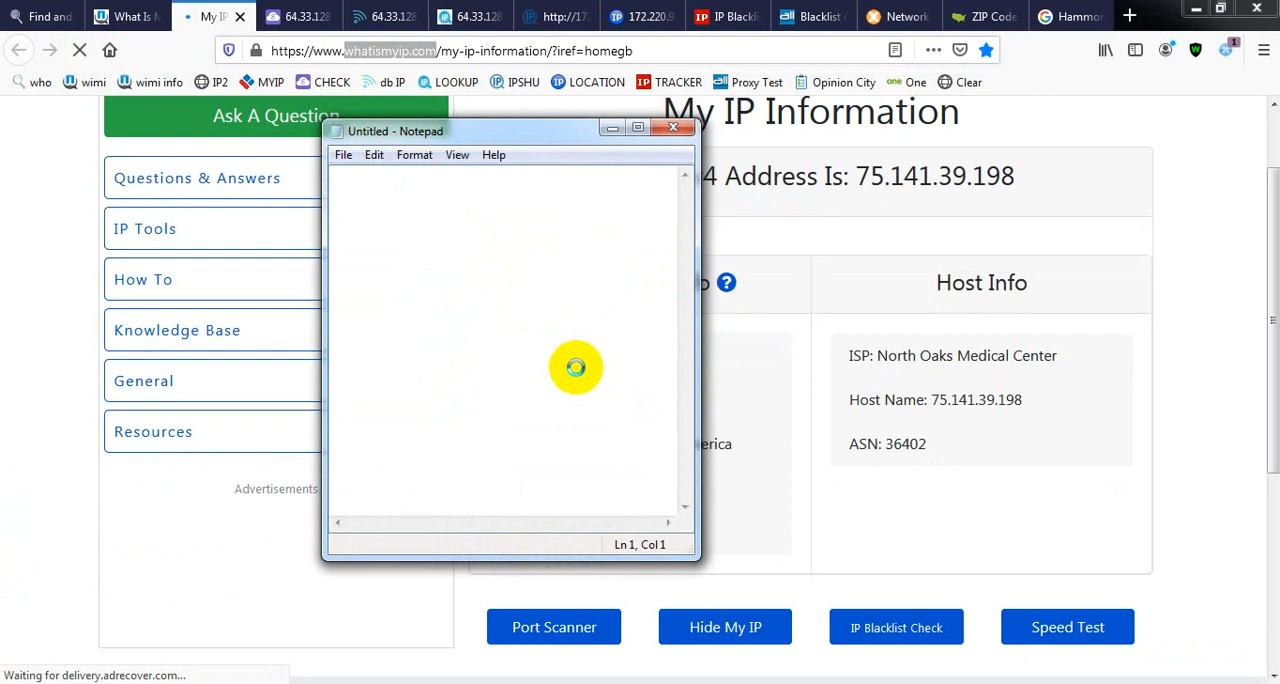 Find and
What Is M
My IP
64.33.128
64.33.128
64.33.128
http://17
172.220.9
IP Blackli
Blacklist
Network
ZIP Code
Hammor
https://www.whatismyip.com/my-ip-information/?iref=homegb
1
who
wimi
wimi info
IP2
MYIP
CHECK
db IP
LOOKUP
IPSHU
LOCATION
TRACKER
Proxy Test
Opinion City
One
Clear
Ask A Question
My IP Information
Untitled - Notepad
File Edit Format View Help
4 Address Is: 75.141.39.198
Questions & Answers
IP Tools
How To
Knowledge Base
General
Resources
Advertisements
o
Host Info
ISP: North Oaks Medical Center
Host Name: 75.141.39.198
erica
ASN: 36402
Ln 1, Col 1
Port Scanner
Hide My IP
IP Blacklist Check
Speed Test
Waiting for delivery.adrecover.com...